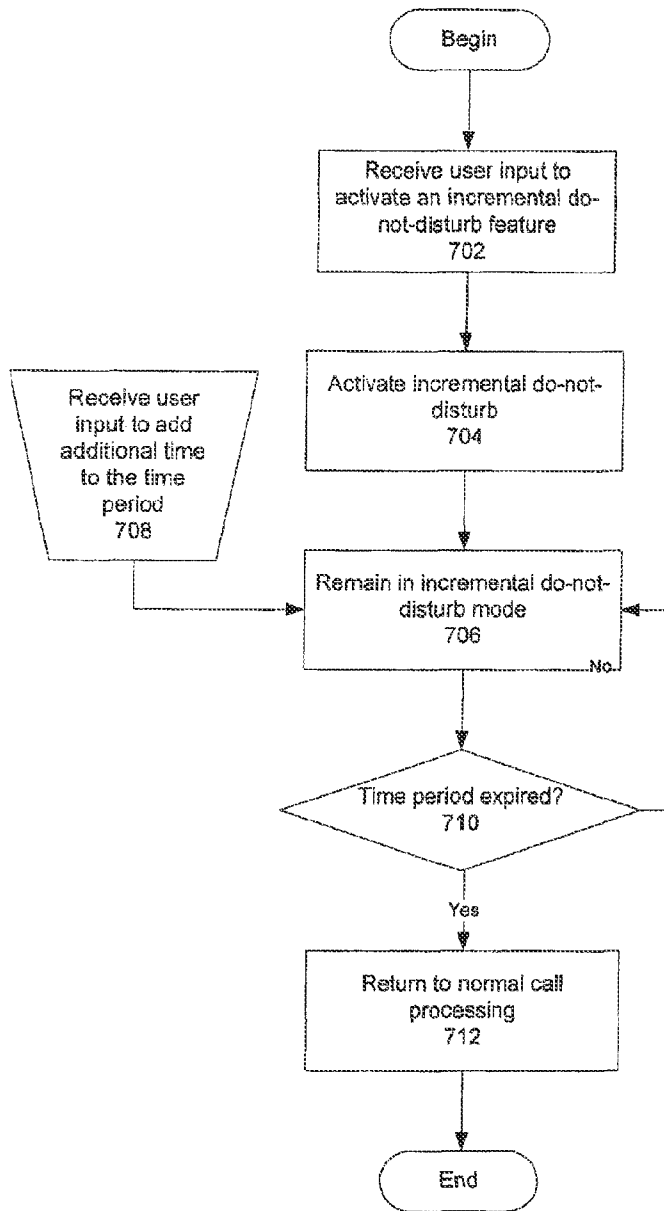 Begin
Receive user input to
activate an incremental do-
not-disturb feature
702
Activate incremental do-not-
disturb
704
Receive user
input to add
additional time
to the time
period
708
Remain in incremental do-not-
disturb mode
706
No
Time period expired?
710
Yes
Return to normal call
processing
712
End